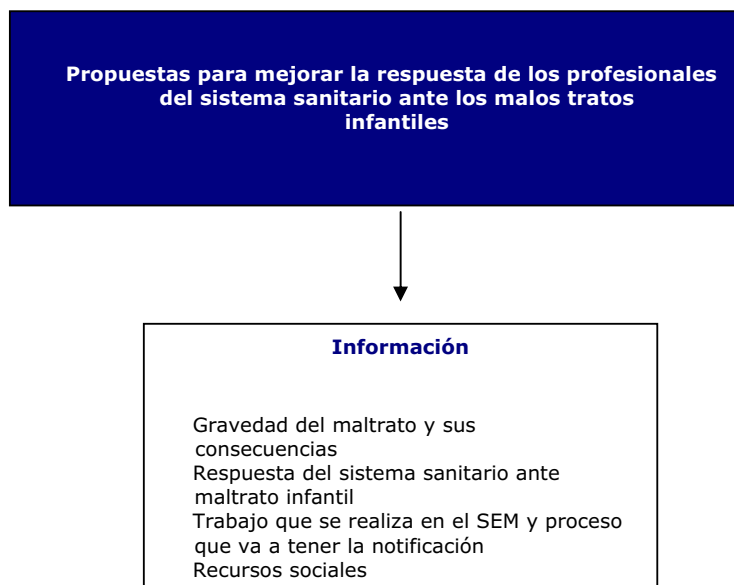 Propuestas para mejorar la respuesta de los profesionales
del sistema sanitario ante los malos tratos
infantiles
Información
Gravedad del maltrato y sus
consecuencias
Respuesta del sistema sanitario ante
maltrato infantil
Trabajo que se realiza en el SEM y proceso
que va a tener la notificación
Recursos sociales